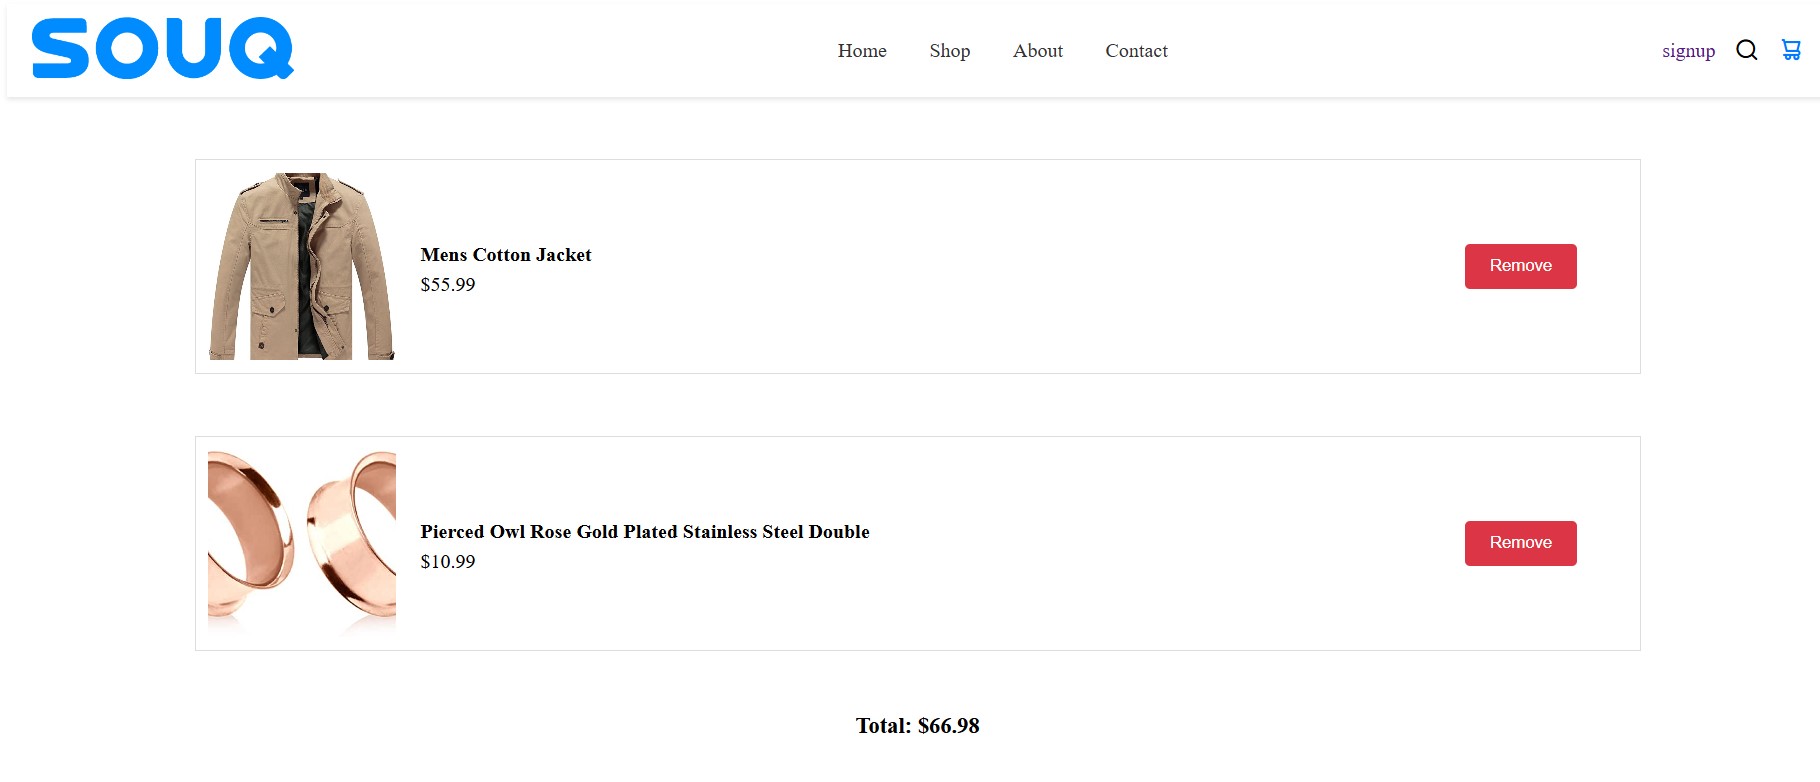 SOUQ
Home Shop About Contact
signup
Mens Cotton Jacket
$55.99
Remove
Pierced Owl Rose Gold Plated Stainless Steel Double
$10.99
Remove
Total: $66.98